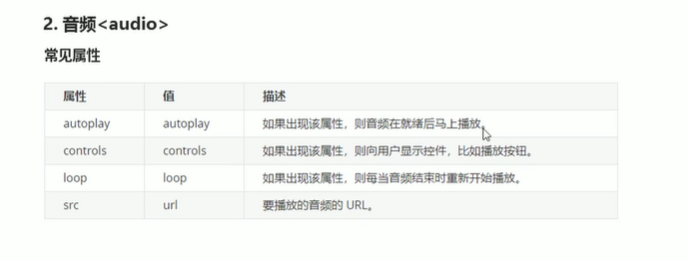 2. 音频<audio>
常见属性
属性 值 描述
autoplay autoplay 如果出现该属性，则音频在就绪后马上播放。
controls controls 如果出现该属性，则向用户显示控件，比如播放按钮。
loop loop 如果出现该属性，则每当音频结束时重新开始播放。
src url 要播放的音频的 URL。